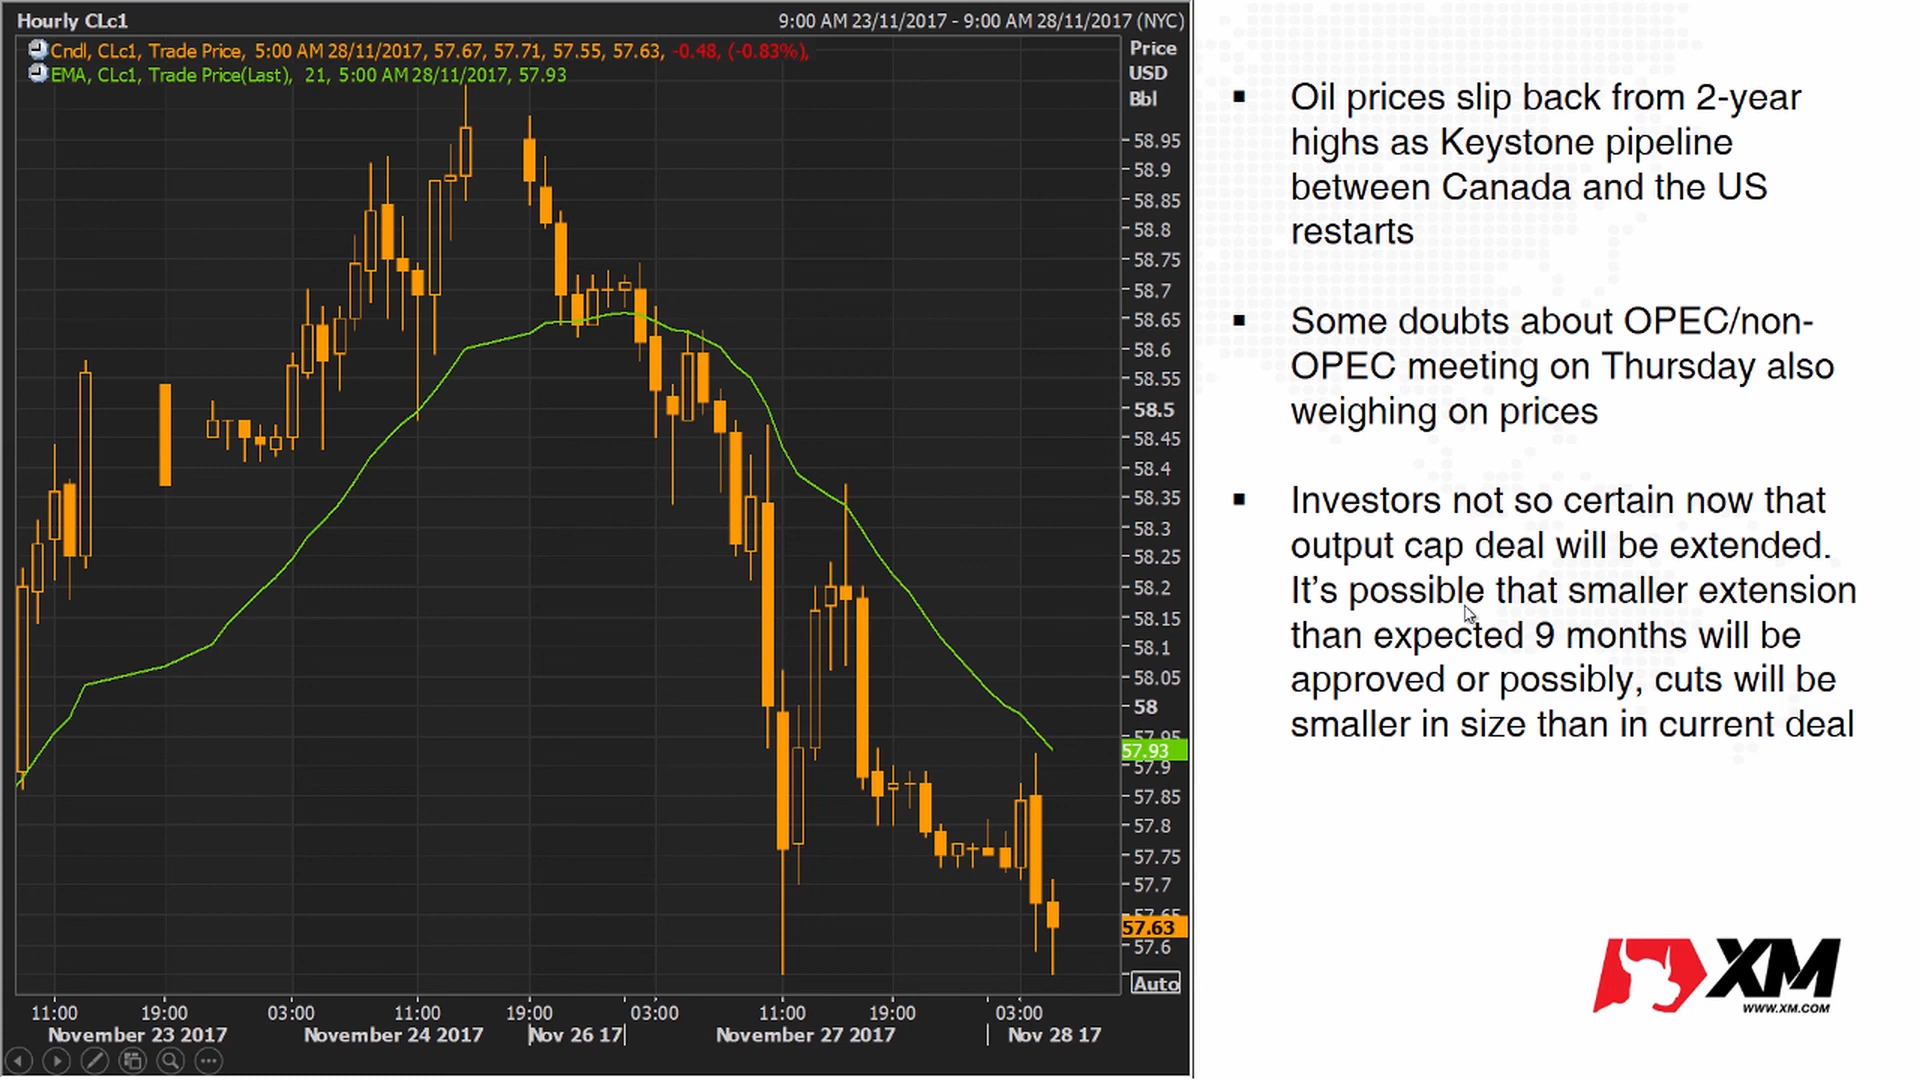 Hourly CLc1
9:00 AM 23/11/2017 - 9:00 AM 28/11/2017 (NYC)
Cndl, CLc1, Trade Price, 5:00 AM 28/11/2017, 57.67, 57.71, 57.55, 57.63, -0.48, (-0.83%),
EMA, CLc1, Trade Price(Last), 21, 5:00 AM 28/11/2017, 57.93
Price
USD
Bbl
58.95
58.9
58.85
58.8
58.75
58.7
58.65
58.6
58.55
58.5
58.45
58.4
58.35
58.3
58.25
58.2
58.15
58.1
58.05
58
57.95
57.93
57.9
57.85
57.8
57.75
57.7
57.65
57.63
57.6
Auto
11:00 19:00 03:00 11:00 19:00 03:00 11:00 19:00 03:00
November 23 2017 November 24 2017 Nov 26 17 November 27 2017 Nov 28 17
▪ Oil prices slip back from 2-year
highs as Keystone pipeline
between Canada and the US
restarts
▪ Some doubts about OPEC/non-
OPEC meeting on Thursday also
weighing on prices
▪ Investors not so certain now that
output cap deal will be extended.
It’s possible that smaller extension
than expected 9 months will be
approved or possibly, cuts will be
smaller in size than in current deal
XM
WWW.XM.COM